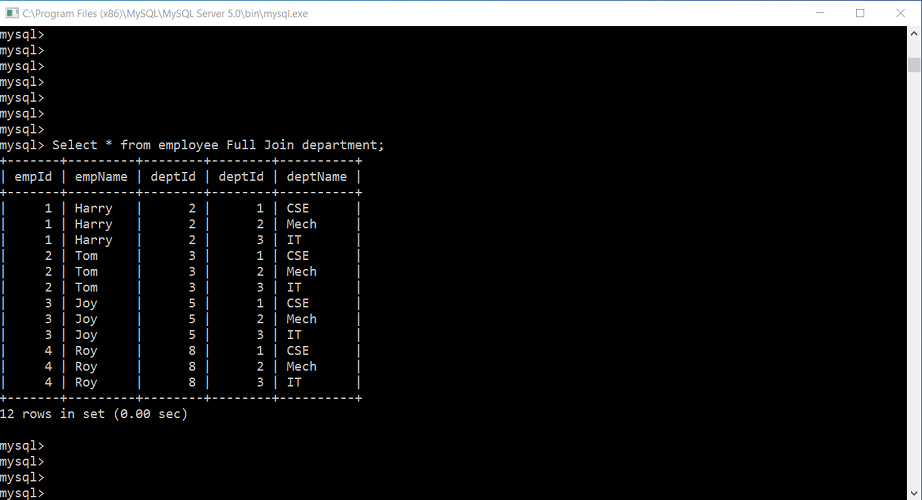 C:\Program Files (x86)\MySQL\MySQL Server 5.0\bin\mysql.exe
mysql>
mysql>
mysql>
mysql>
mysql>
mysql>
mysql>
mysql> Select * from employee Full Join department;
+-------+---------+--------+--------+----------+
| empId | empName | deptId | deptId | deptName |
+-------+---------+--------+--------+----------+
|     1 | Harry   |      2 |      1 | CSE      |
|     1 | Harry   |      2 |      2 | Mech     |
|     1 | Harry   |      2 |      3 | IT       |
|     2 | Tom     |      3 |      1 | CSE      |
|     2 | Tom     |      3 |      2 | Mech     |
|     2 | Tom     |      3 |      3 | IT       |
|     3 | Joy     |      5 |      1 | CSE      |
|     3 | Joy     |      5 |      2 | Mech     |
|     3 | Joy     |      5 |      3 | IT       |
|     4 | Roy     |      8 |      1 | CSE      |
|     4 | Roy     |      8 |      2 | Mech     |
|     4 | Roy     |      8 |      3 | IT       |
+-------+---------+--------+--------+----------+
12 rows in set (0.00 sec)
mysql>
mysql>
mysql>
mysql>